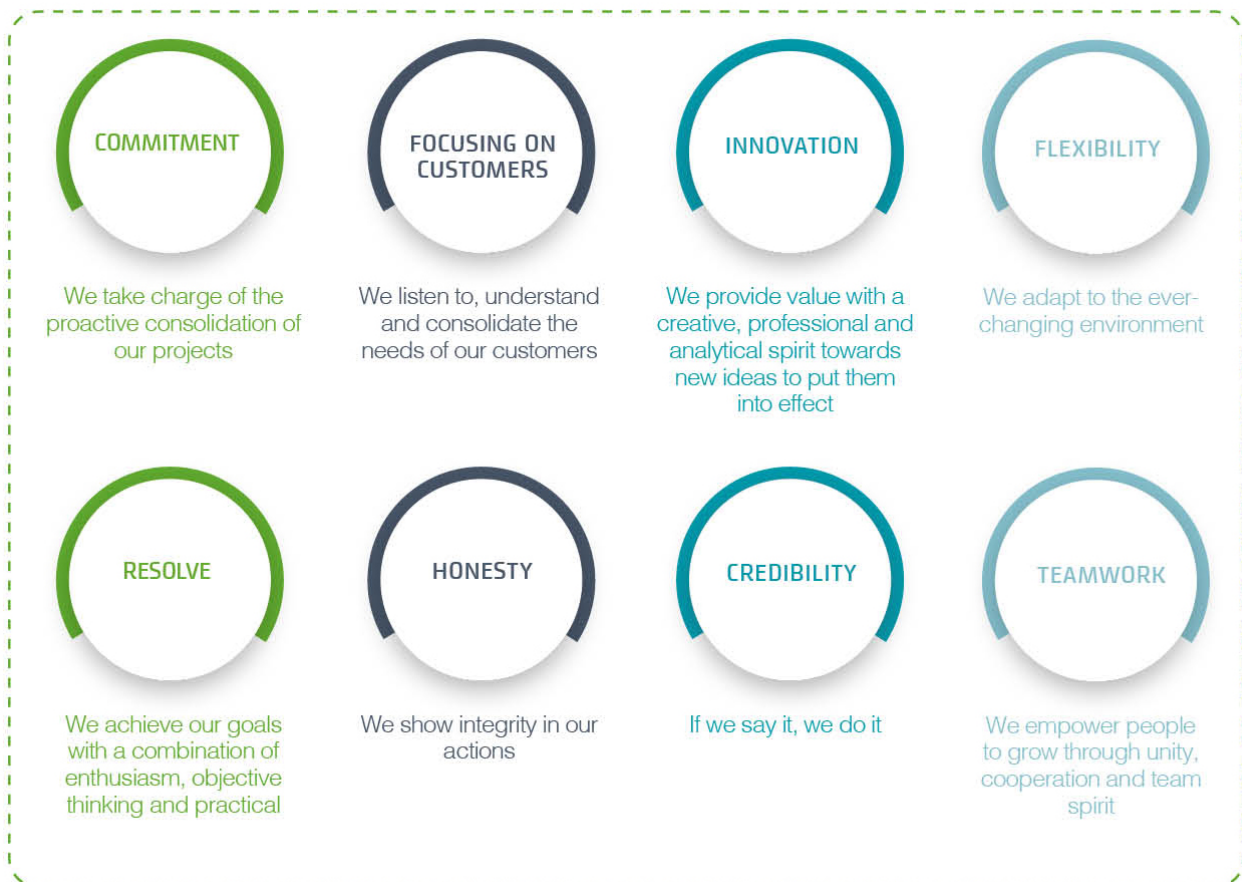 COMMITMENT
We take charge of the
proactive consolidation of
our projects
FOCUSING ON
CUSTOMERS
We listen to, understand
and consolidate the
needs of our customers
INNOVATION
We provide value with a
creative, professional and
analytical spirit towards
new ideas to put them
into effect
FLEXIBILITY
We adapt to the ever-
changing environment
RESOLVE
We achieve our goals
with a combination of
enthusiasm, objective
thinking and practical
HONESTY
We show integrity in our
actions
CREDIBILITY
If we say it, we do it
TEAMWORK
We empower people
to grow through unity,
cooperation and team
spirit